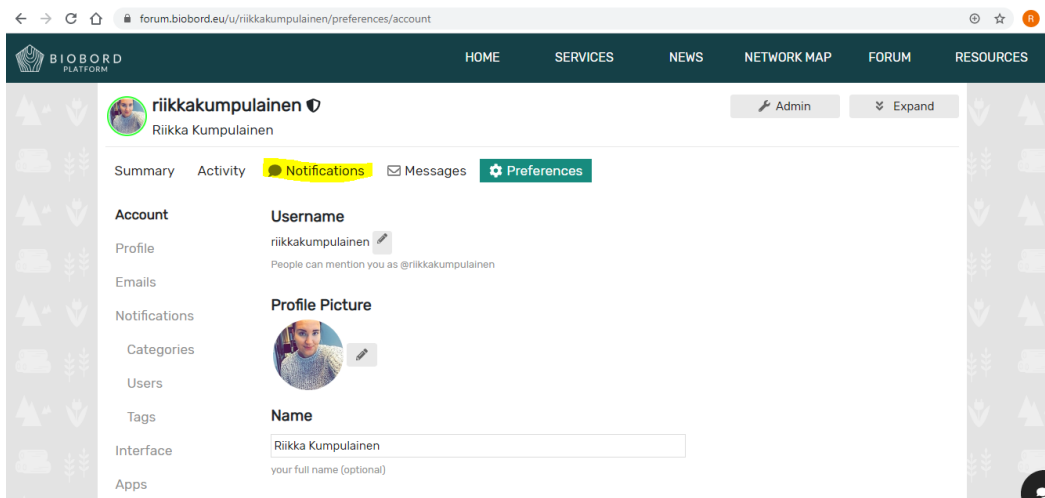 forum.biobord.eu/u/riikkakumpulainen/preferences/account
R
BIOBORD
PLATFORM
HOME SERVICES NEWS NETWORK MAP FORUM RESOURCES
riikkakumpulainen
Riikka Kumpulainen
Admin Expand
Summary Activity Notifications Messages Preferences
Account
Profile
Emails
Notifications
Categories
Users
Tags
Interface
Apps
Username
riikkakumpulainen
People can mention you as @riikkakumpulainen
Profile Picture
Name
Riikka Kumpulainen
your full name (optional)